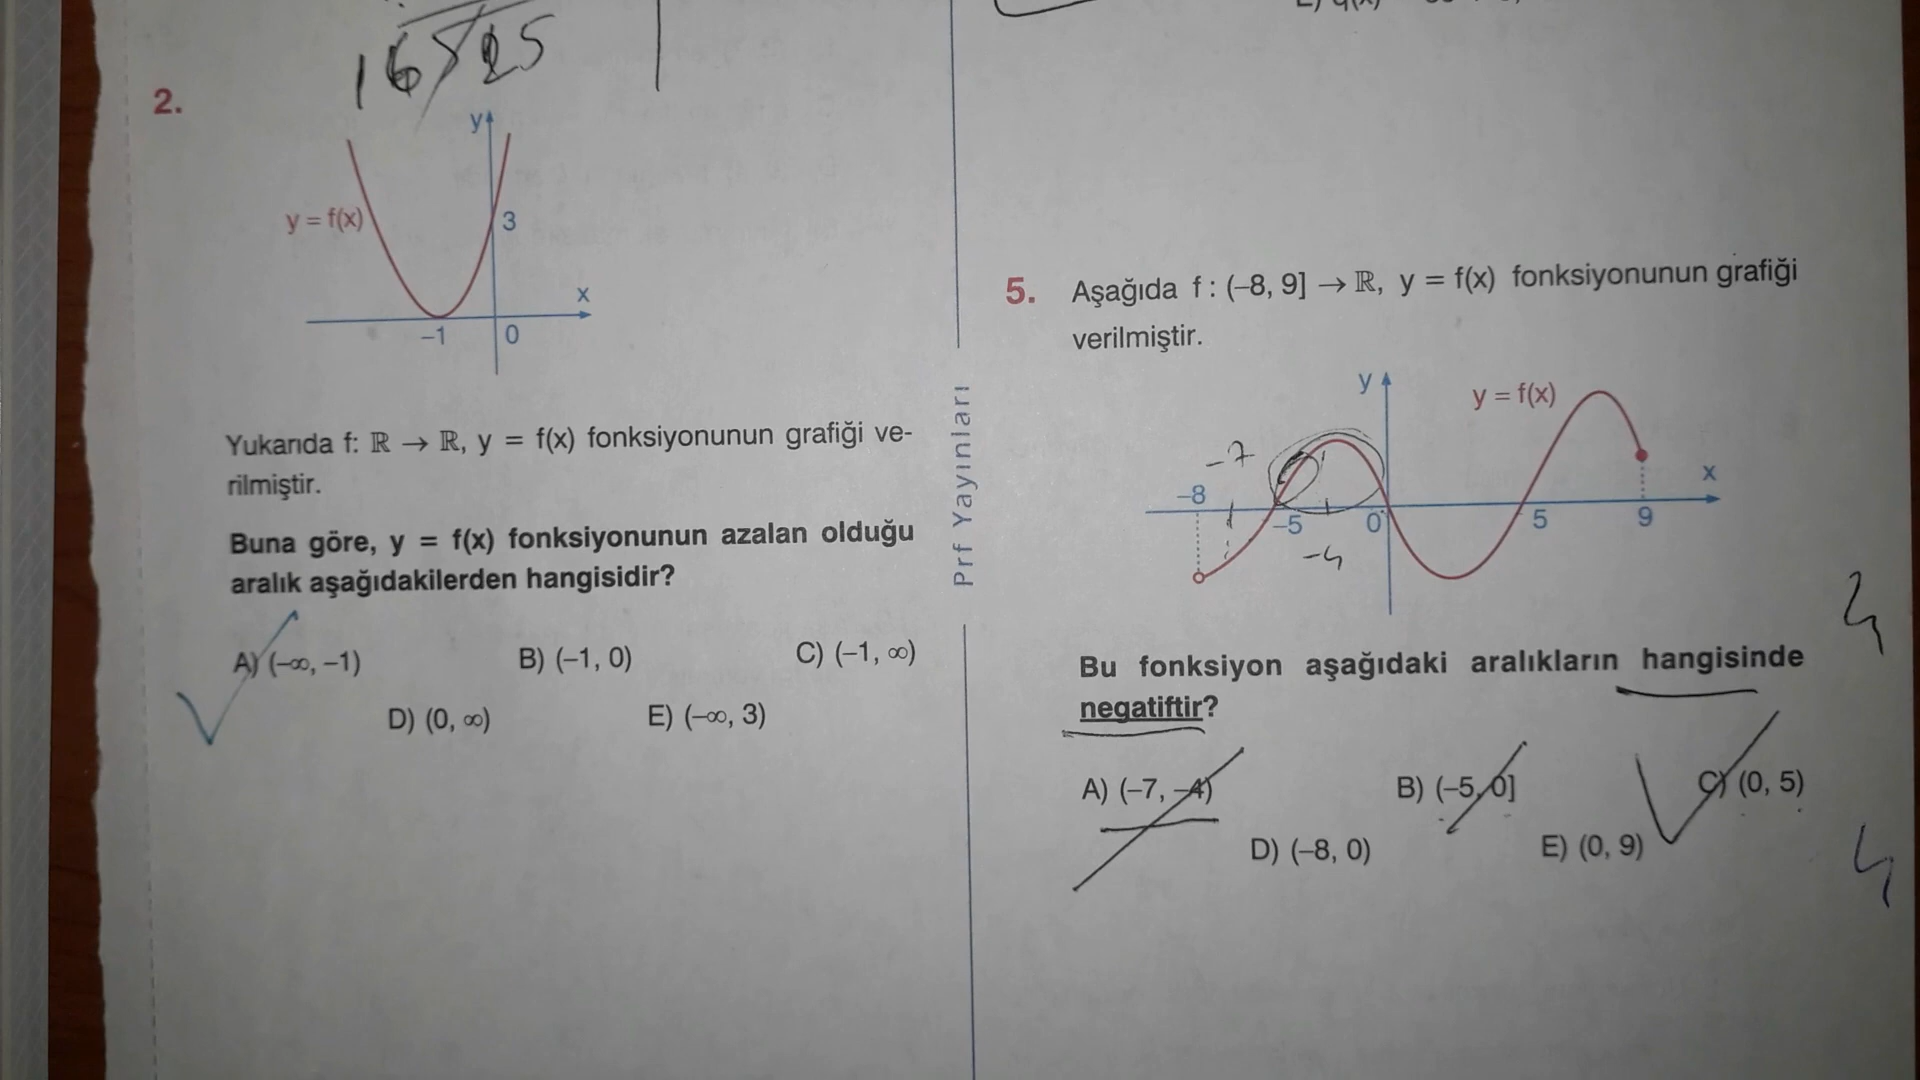 16/25
2.
y
y = f(x)
3
x
–1
0
Yukarıda f: ℝ → ℝ, y = f(x) fonksiyonunun grafiği ve-
rilmiştir.
Buna göre, y = f(x) fonksiyonunun azalan olduğu
aralık aşağıdakilerden hangisidir?
A) (–∞, –1)
B) (–1, 0)
C) (–1, ∞)
D) (0, ∞)
E) (–∞, 3)
Prf Yayınları
5. Aşağıda f : (–8, 9] → ℝ, y = f(x) fonksiyonunun grafiği
verilmiştir.
y
y = f(x)
–7
–8
x
–5
0
5
9
–4
Bu fonksiyon aşağıdaki aralıkların hangisinde
negatiftir?
A) (–7, –4)
B) (–5, 0]
C) (0, 5)
D) (–8, 0)
E) (0, 9)